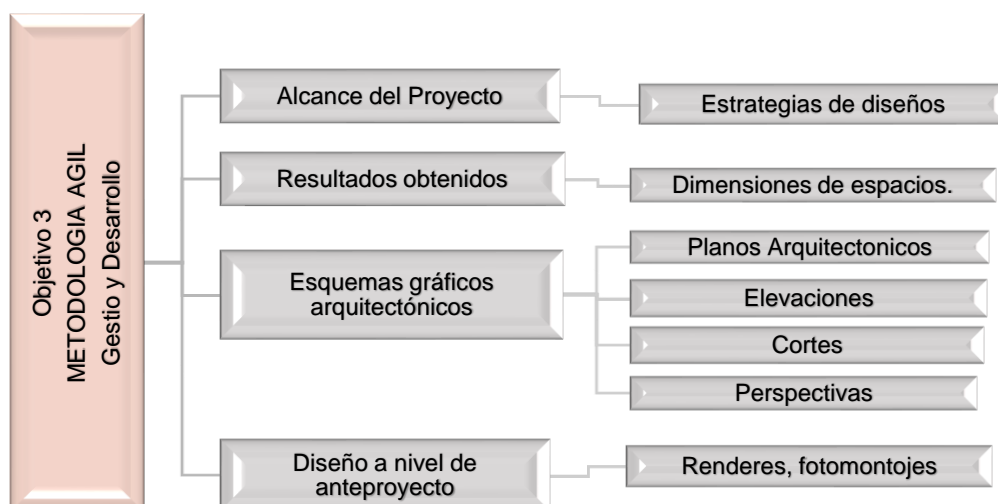 Objetivo 3
METODOLOGIA AGIL
Gestio y Desarrollo
Alcance del Proyecto
Estrategias de diseños
Resultados obtenidos
Dimensiones de espacios.
Esquemas gráficos
arquitectónicos
Planos Arquitectonicos
Elevaciones
Cortes
Perspectivas
Diseño a nivel de
anteproyecto
Renderes, fotomontjes